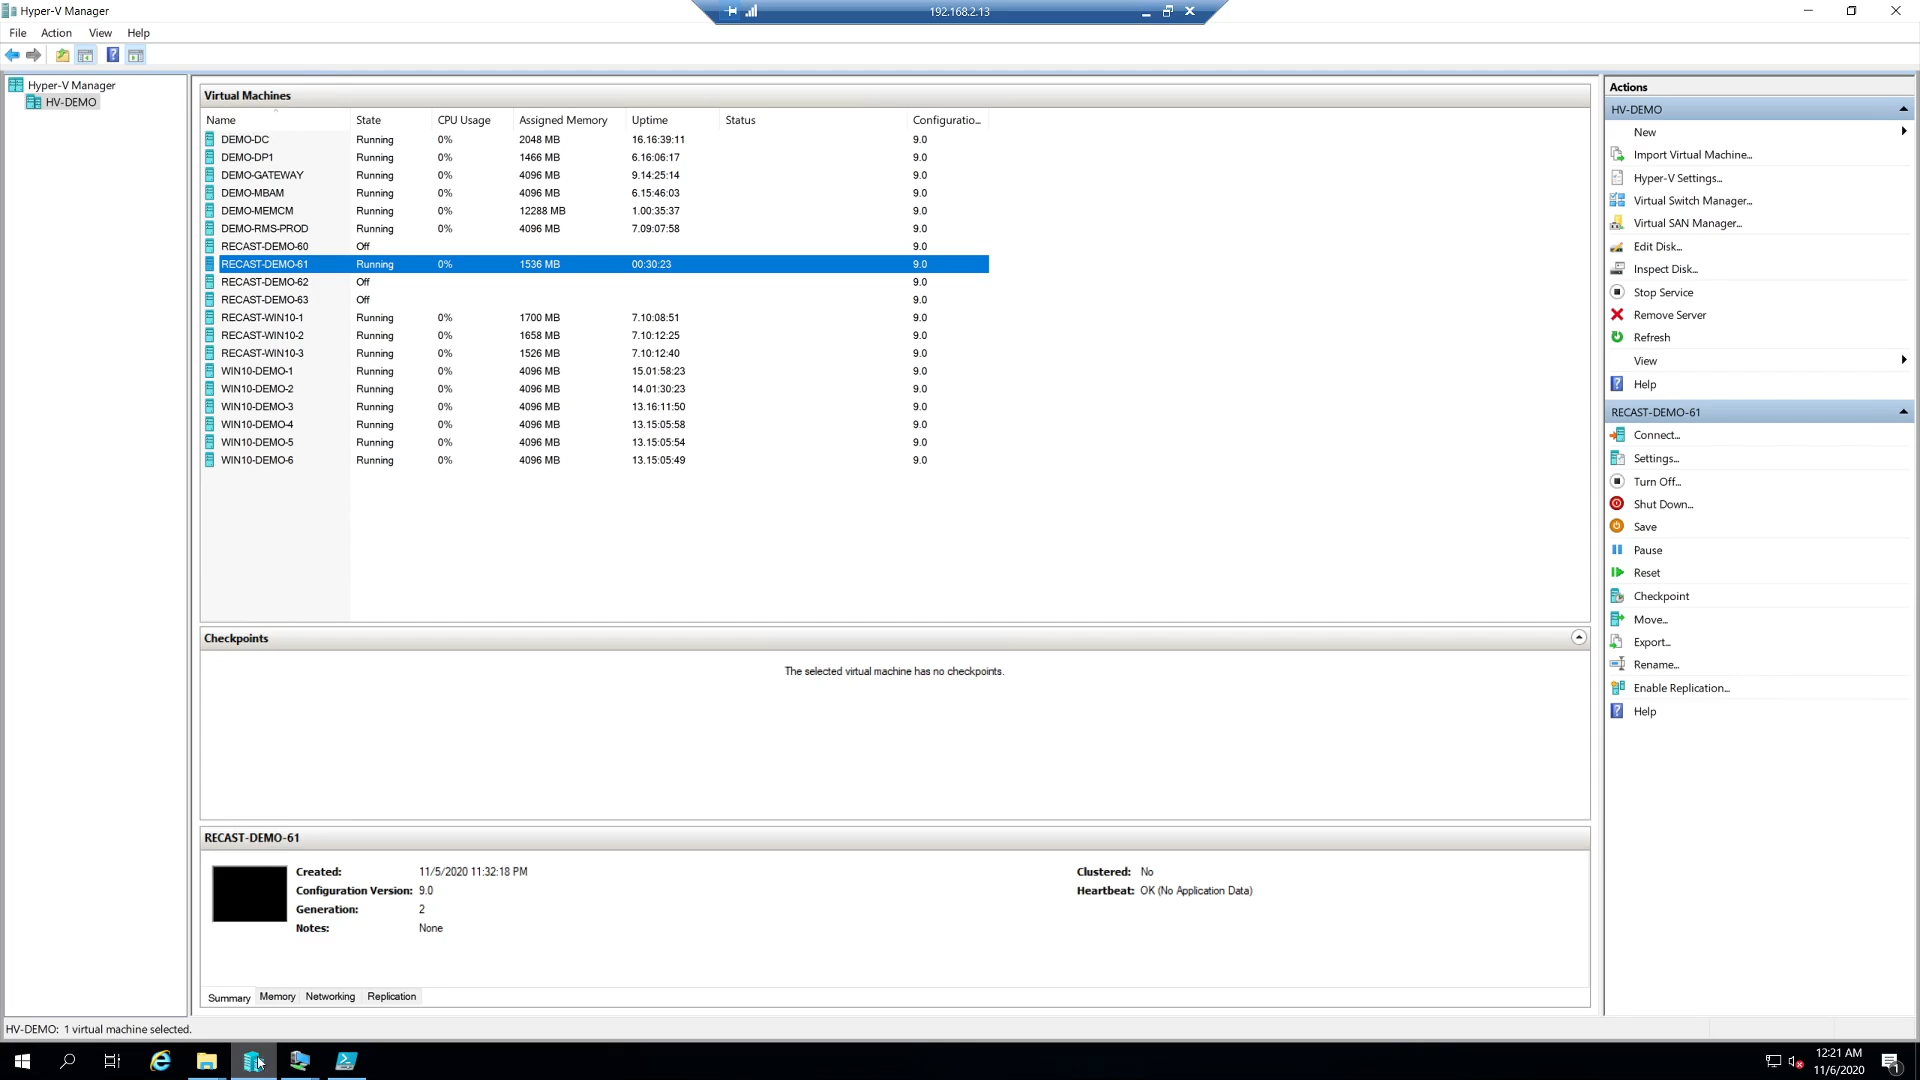 Hyper-V Manager
192.168.2.13
File Action View Help
Hyper-V Manager
HV-DEMO
Virtual Machines
Name State CPU Usage Assigned Memory Uptime Status Configuratio...
DEMO-DC Running 0% 2048 MB 16.16:39:11 9.0
DEMO-DP1 Running 0% 1466 MB 6.16:06:17 9.0
DEMO-GATEWAY Running 0% 4096 MB 9.14:25:14 9.0
DEMO-MBAM Running 0% 4096 MB 6.15:46:03 9.0
DEMO-MEMCM Running 0% 12288 MB 1.00:35:37 9.0
DEMO-RMS-PROD Running 0% 4096 MB 7.09:07:58 9.0
RECAST-DEMO-60 Off 9.0
RECAST-DEMO-61 Running 0% 1536 MB 00:30:23 9.0
RECAST-DEMO-62 Off 9.0
RECAST-DEMO-63 Off 9.0
RECAST-WIN10-1 Running 0% 1700 MB 7.10:08:51 9.0
RECAST-WIN10-2 Running 0% 1658 MB 7.10:12:25 9.0
RECAST-WIN10-3 Running 0% 1526 MB 7.10:12:40 9.0
WIN10-DEMO-1 Running 0% 4096 MB 15.01:58:23 9.0
WIN10-DEMO-2 Running 0% 4096 MB 14.01:30:23 9.0
WIN10-DEMO-3 Running 0% 4096 MB 13.16:11:50 9.0
WIN10-DEMO-4 Running 0% 4096 MB 13.15:05:58 9.0
WIN10-DEMO-5 Running 0% 4096 MB 13.15:05:54 9.0
WIN10-DEMO-6 Running 0% 4096 MB 13.15:05:49 9.0
Checkpoints
The selected virtual machine has no checkpoints.
RECAST-DEMO-61
Created: 11/5/2020 11:32:18 PM Clustered: No
Configuration Version: 9.0 Heartbeat: OK (No Application Data)
Generation: 2
Notes: None
Summary Memory Networking Replication
Actions
HV-DEMO
New
Import Virtual Machine...
Hyper-V Settings...
Virtual Switch Manager...
Virtual SAN Manager...
Edit Disk...
Inspect Disk...
Stop Service
Remove Server
Refresh
View
Help
RECAST-DEMO-61
Connect...
Settings...
Turn Off...
Shut Down...
Save
Pause
Reset
Checkpoint
Move...
Export...
Rename...
Enable Replication...
Help
HV-DEMO: 1 virtual machine selected.
12:21 AM
11/6/2020
1